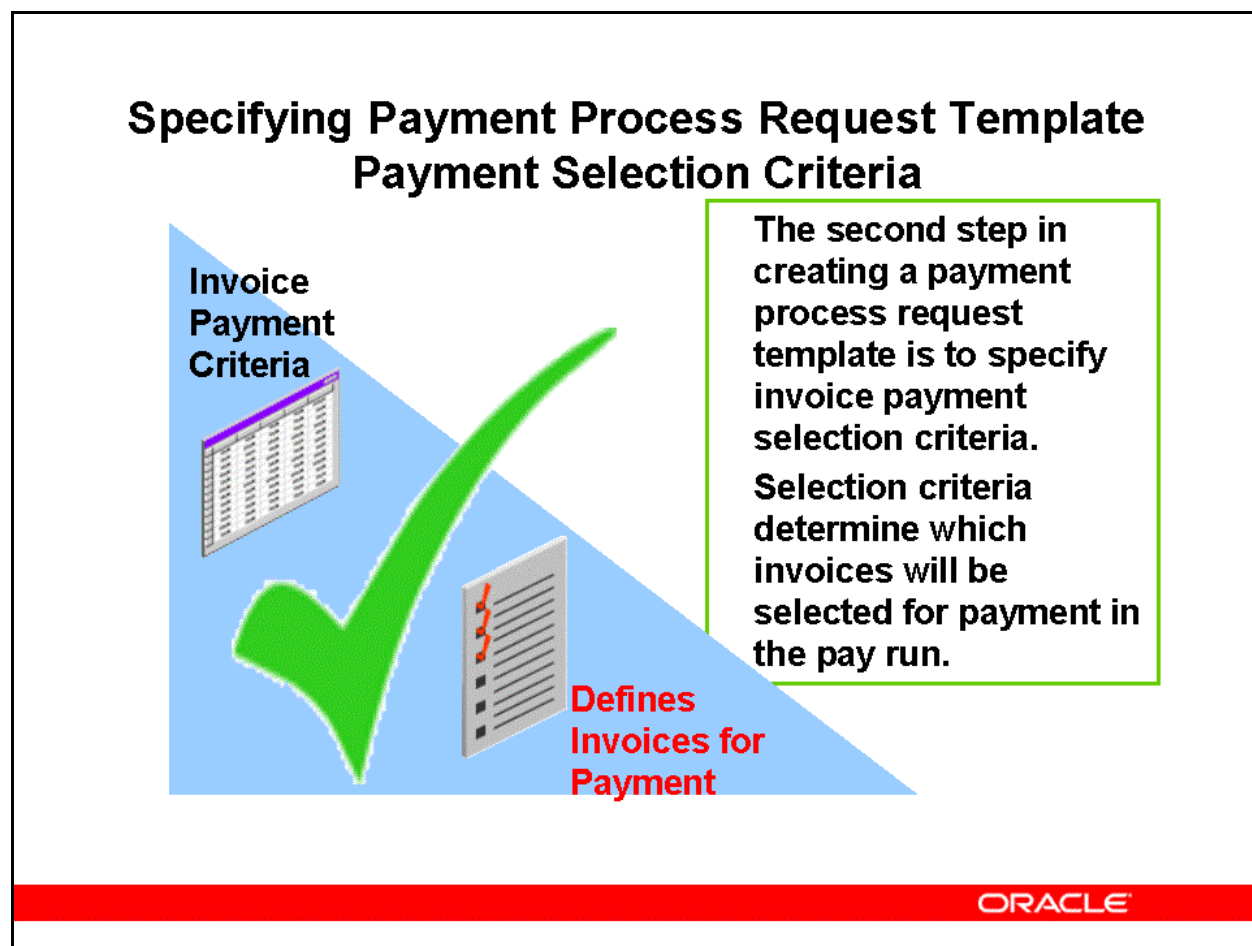 Specifying Payment Process Request Template
Payment Selection Criteria
Invoice
Payment
Criteria
The second step in
creating a payment
process request
template is to specify
invoice payment
selection criteria.
Selection criteria
determine which
invoices will be
selected for payment in
the pay run.
Defines
Invoices for
Payment
ORACLE